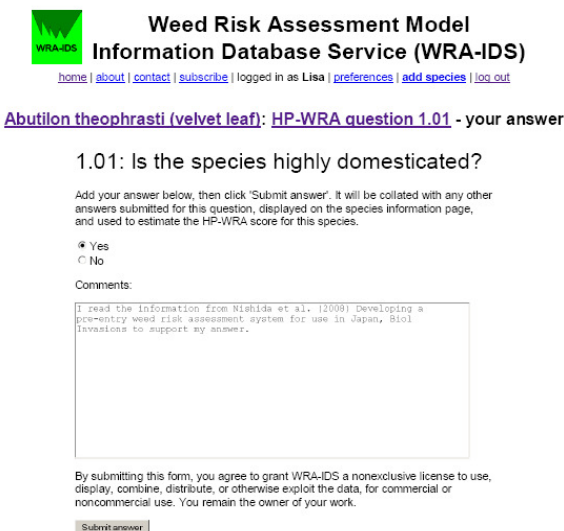 WRA-IDS
Weed Risk Assessment Model
Information Database Service (WRA-IDS)
home | about | contact | subscribe | logged in as Lisa | preferences | add species | log out
Abutilon theophrasti (velvet leaf): HP-WRA question 1.01 - your answer
1.01: Is the species highly domesticated?
Add your answer below, then click 'Submit answer'. It will be collated with any other
answers submitted for this question, displayed on the species information page,
and used to estimate the HP-WRA score for this species.
Yes
No
Comments:
I read the information from Nishida et al. (2008) Developing a
pre-entry weed risk assessment system for use in Japan, Biol
Invasions to support my answer.
By submitting this form, you agree to grant WRA-IDS a nonexclusive license to use,
display, combine, distribute, or otherwise exploit the data, for commercial or
noncommercial use. You remain the owner of your work.
Submit answer